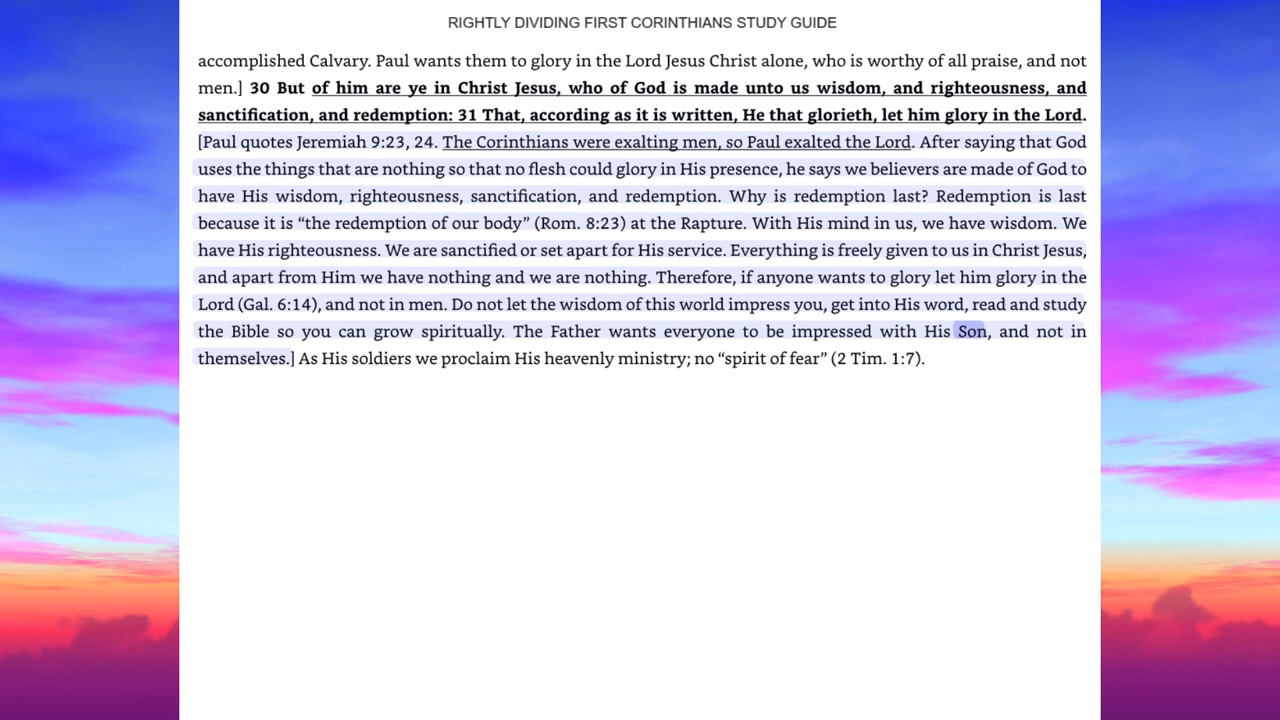 RIGHTLY DIVIDING FIRST CORINTHIANS STUDY GUIDE
accomplished Calvary. Paul wants them to glory in the Lord Jesus Christ alone, who is worthy of all praise, and not
men.] 30 But of him are ye in Christ Jesus, who of God is made unto us wisdom, and righteousness, and
sanctification, and redemption: 31 That, according as it is written, He that glorieth, let him glory in the Lord.
[Paul quotes Jeremiah 9:23, 24. The Corinthians were exalting men, so Paul exalted the Lord. After saying that God
uses the things that are nothing so that no flesh could glory in His presence, he says we believers are made of God to
have His wisdom, righteousness, sanctification, and redemption. Why is redemption last? Redemption is last
because it is “the redemption of our body” (Rom. 8:23) at the Rapture. With His mind in us, we have wisdom. We
have His righteousness. We are sanctified or set apart for His service. Everything is freely given to us in Christ Jesus,
and apart from Him we have nothing and we are nothing. Therefore, if anyone wants to glory let him glory in the
Lord (Gal. 6:14), and not in men. Do not let the wisdom of this world impress you, get into His word, read and study
the Bible so you can grow spiritually. The Father wants everyone to be impressed with His Son, and not in
themselves.] As His soldiers we proclaim His heavenly ministry; no “spirit of fear” (2 Tim. 1:7).